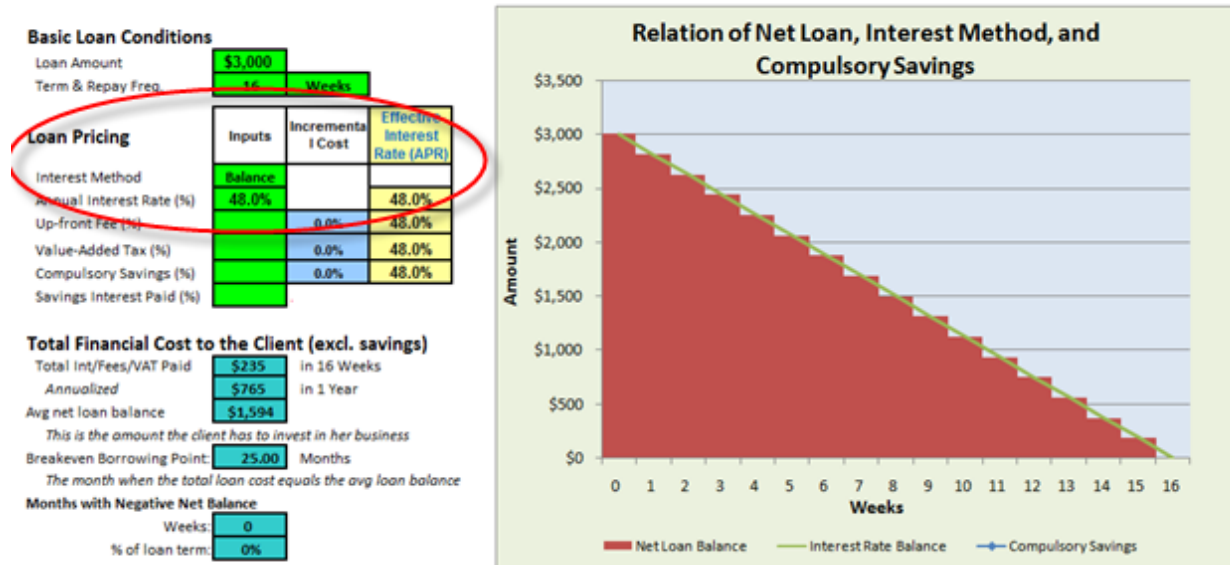 Basic Loan Conditions
Loan Amount $3,000
Term & Repay Freq. 16 Weeks
Loan Pricing Inputs Incrementa l Cost Effective Interest Rate (APR)
Interest Method Balance
Annual Interest Rate (%) 48.0% 48.0%
Up-front Fee (%) 0.0% 48.0%
Value-Added Tax (%) 0.0% 48.0%
Compulsory Savings (%) 0.0% 48.0%
Savings Interest Paid (%)
Total Financial Cost to the Client (excl. savings)
Total Int/Fees/VAT Paid $235 in 16 Weeks
Annualized $765 in 1 Year
Avg net loan balance $1,594
This is the amount the client has to invest in her business
Breakeven Borrowing Point: 25.00 Months
The month when the total loan cost equals the avg loan balance
Months with Negative Net Balance
Weeks: 0
% of loan term: 0%
Relation of Net Loan, Interest Method, and
Compulsory Savings
$3,500
$3,000
$2,500
$2,000
$1,500
$1,000
$500
$0
Amount
0 1 2 3 4 5 6 7 8 9 10 11 12 13 14 15 16
Weeks
Net Loan Balance Interest Rate Balance Compulsory Savings